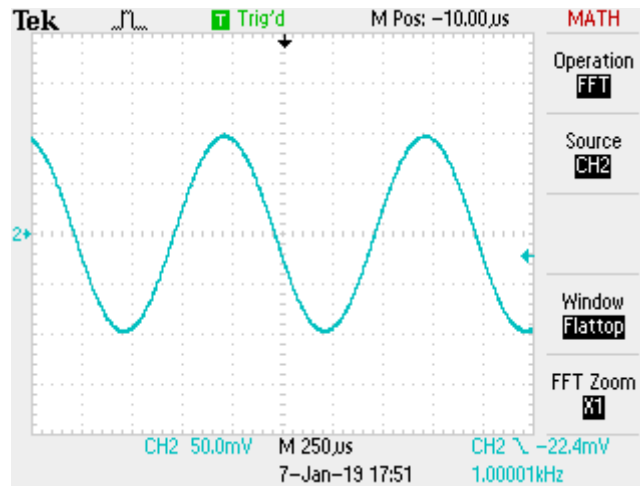 Tek T Trig'd M Pos: -10.00µs MATH
Operation
FFT
Source
CH2
2
Window
Flattop
FFT Zoom
X1
CH2 50.0mV M 250µs CH2 \ -22.4mV
7-Jan-19 17:51 1.00001kHz